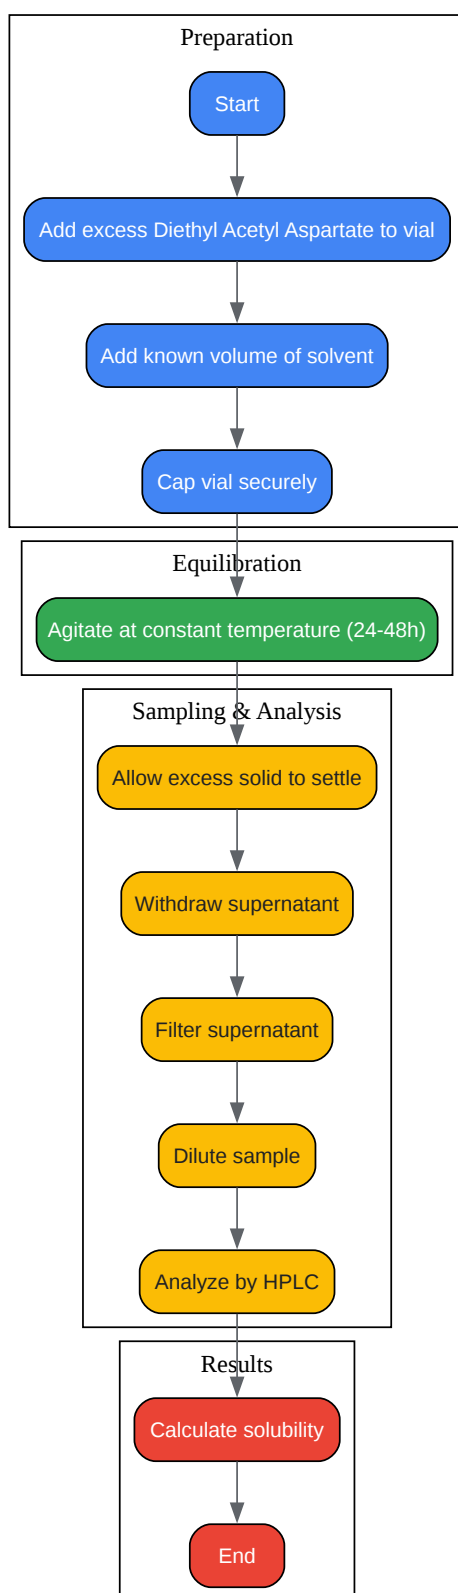 Preparation
Start
Add excess Diethyl Acetyl Aspartate to vial
Add known volume of solvent
Cap vial securely
Equilibration
Agitate at constant temperature (24-48h)
Sampling & Analysis
Allow excess solid to settle
Withdraw supernatant
Filter supernatant
Dilute sample
Analyze by HPLC
Results
Calculate solubility
End